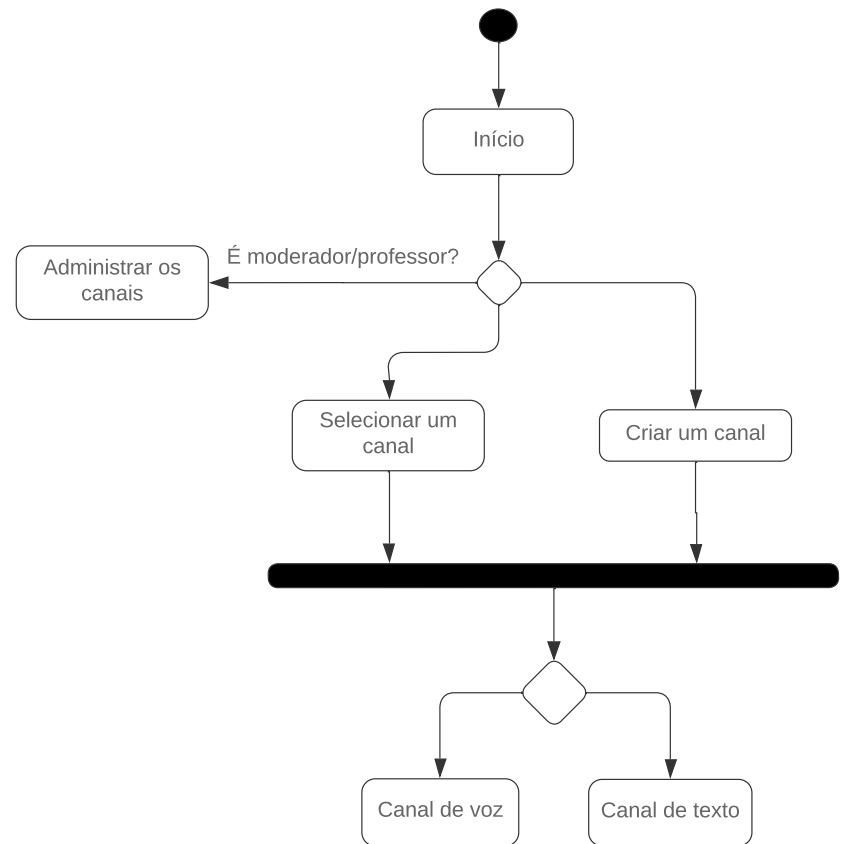 Início
É moderador/professor?
Administrar os
canais
Selecionar um
canal
Criar um canal
Canal de voz
Canal de texto